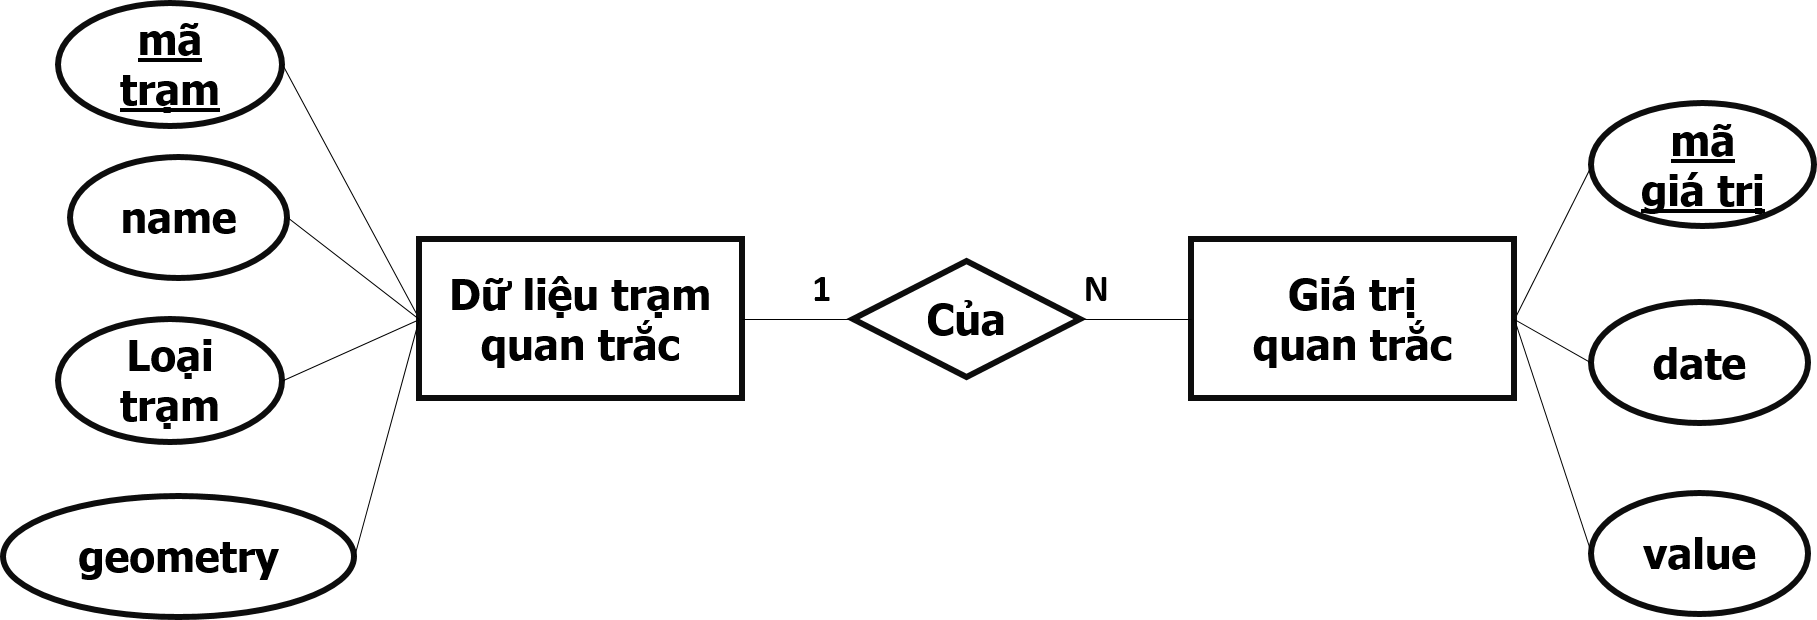 mã
trạm
name
Loại
trạm
geometry
Dữ liệu trạm
quan trắc
1
Của
N
Giá trị
quan trắc
mã
giá trị
date
value